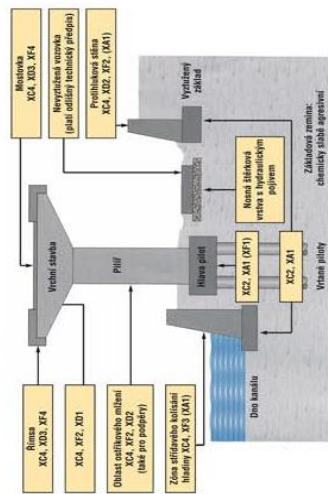 Mostovka
XC4, XD3, XF4
Nevyztužená vozovka
(platí odlišný technický předpis)
Protihluková stěna
XC4, XD2, XF2, (XA1)
Vyztužený
základ
Vrchní stavba
Pilíř
Hlava pilot
Nosná štěrková
vrstva s hydraulickým
pojivem
Základová zemina:
chemicky slabě agresivní
Římsa
XC4, XD3, XF4
XC4, XF2, XD1
Oblast ostřikového mlžení
XC4, XF2, XD2
(také pro podpěry)
Zóna střídavého kolísání
hladiny XC4, XF3 (XA1)
XC2, XA1 (XF1)
XC2, XA1
Dno kanálu
Vrtané piloty